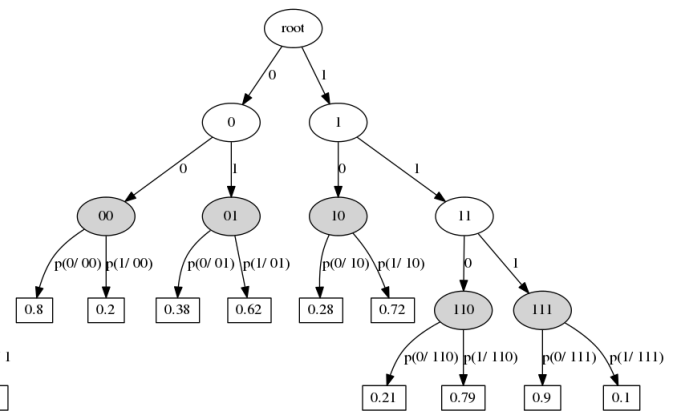 root
0 1
0 1
0 1 0 1
00 01 10 11
p(0/ 00) p(1/ 00) p(0/ 01) p(1/ 01) p(0/ 10) p(1/ 10) 0 1
0.8 0.2 0.38 0.62 0.28 0.72 110 111
1 p(0/ 110) p(1/ 110) p(0/ 111) p(1/ 111)
0.21 0.79 0.9 0.1